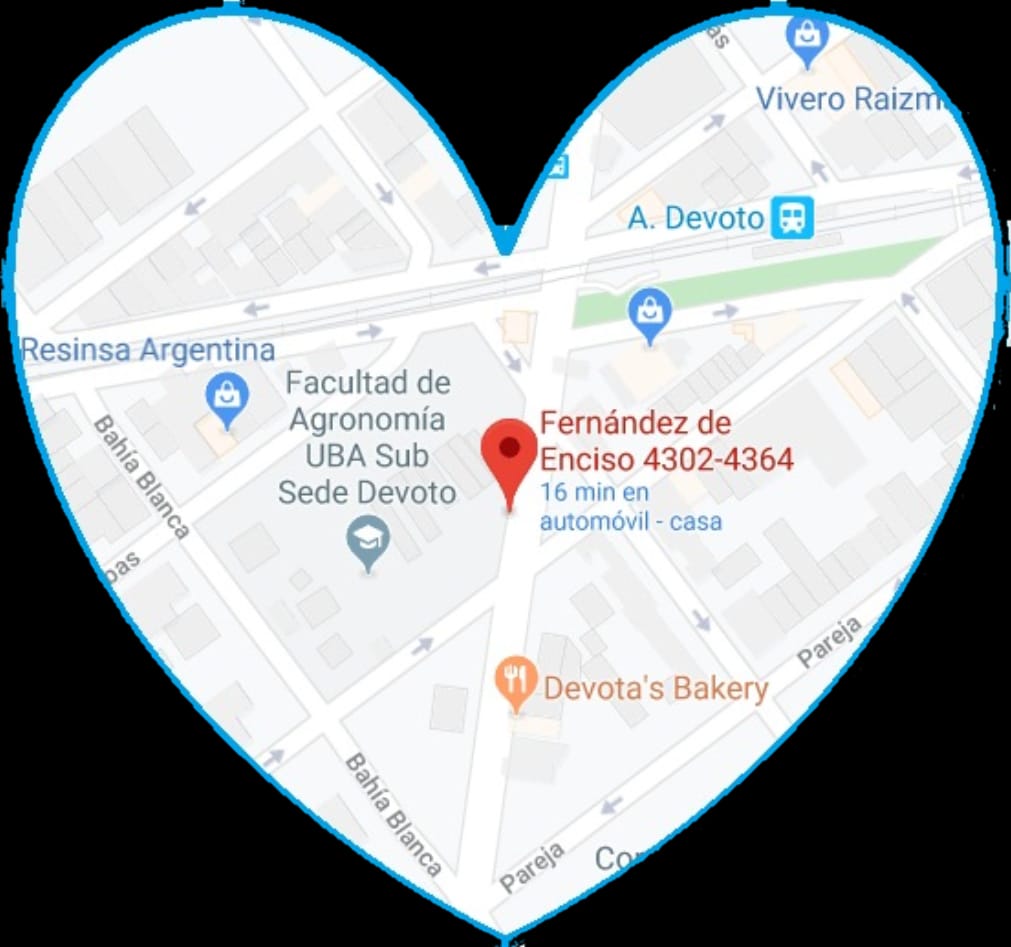 Vivero Raizm
A. Devoto
Resinsa Argentina
Facultad de
Agronomía
UBA Sub
Sede Devoto
Fernández de
Enciso 4302-4364
16 min en
automóvil - casa
Bahía Blanca
bas
Pareja
Devota's Bakery
Bahía Blanca
Pareja